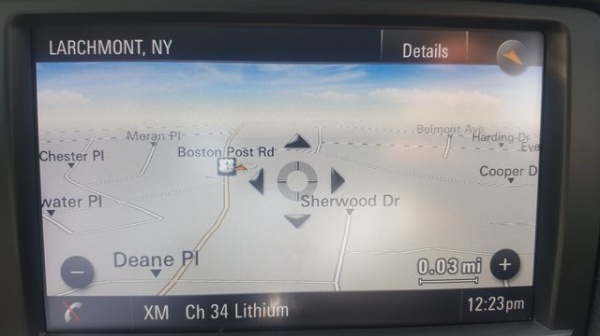 LARCHMONT, NY
Details
Meran Pl
Belmont Ave
Harding Dr
Eve
Chester Pl
Boston Post Rd
Cooper D
water Pl
Sherwood Dr
Deane Pl
0.03 mi
XM Ch 34 Lithium
12:23pm